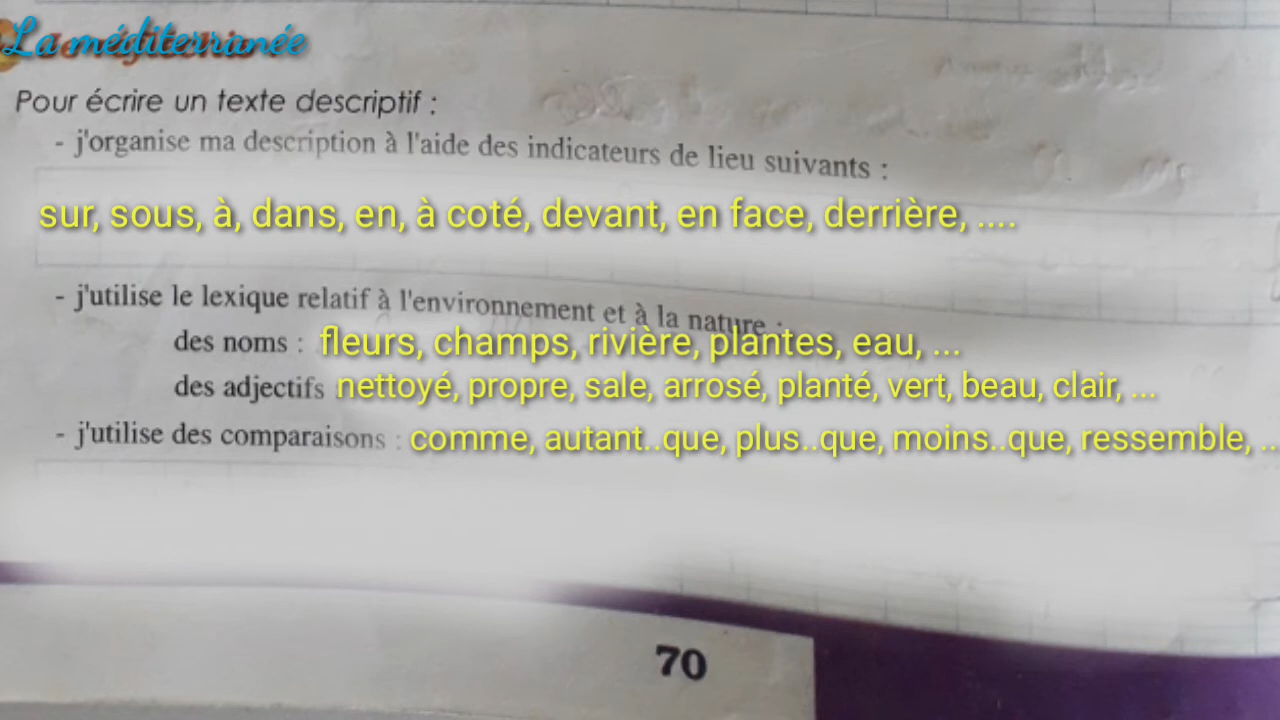 La méditerranée
Pour écrire un texte descriptif :
- j'organise ma description à l'aide des indicateurs de lieu suivants :
sur, sous, à, dans, en, à coté, devant, en face, derrière, ....
- j'utilise le lexique relatif à l'environnement et à la nature :
des noms : fleurs, champs, rivière, plantes, eau, ...
des adjectifs nettoyé, propre, sale, arrosé, planté, vert, beau, clair, ...
- j'utilise des comparaisons : comme, autant..que, plus..que, moins..que, ressemble, ..
70